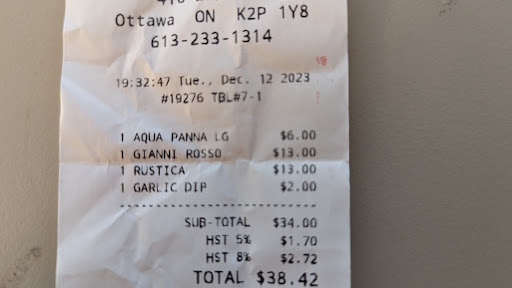 Ottawa ON K2P 1Y8
613-233-1314
19:32:47 Tue., Dec. 12 2023
#19276 TBL#7-1
1 AQUA PANNA LG $6.00
1 GIANNI ROSSO $13.00
1 RUSTICA $13.00
1 GARLIC DIP $2.00
SUB-TOTAL $34.00
HST 5% $1.70
HST 8% $2.72
TOTAL $38.42